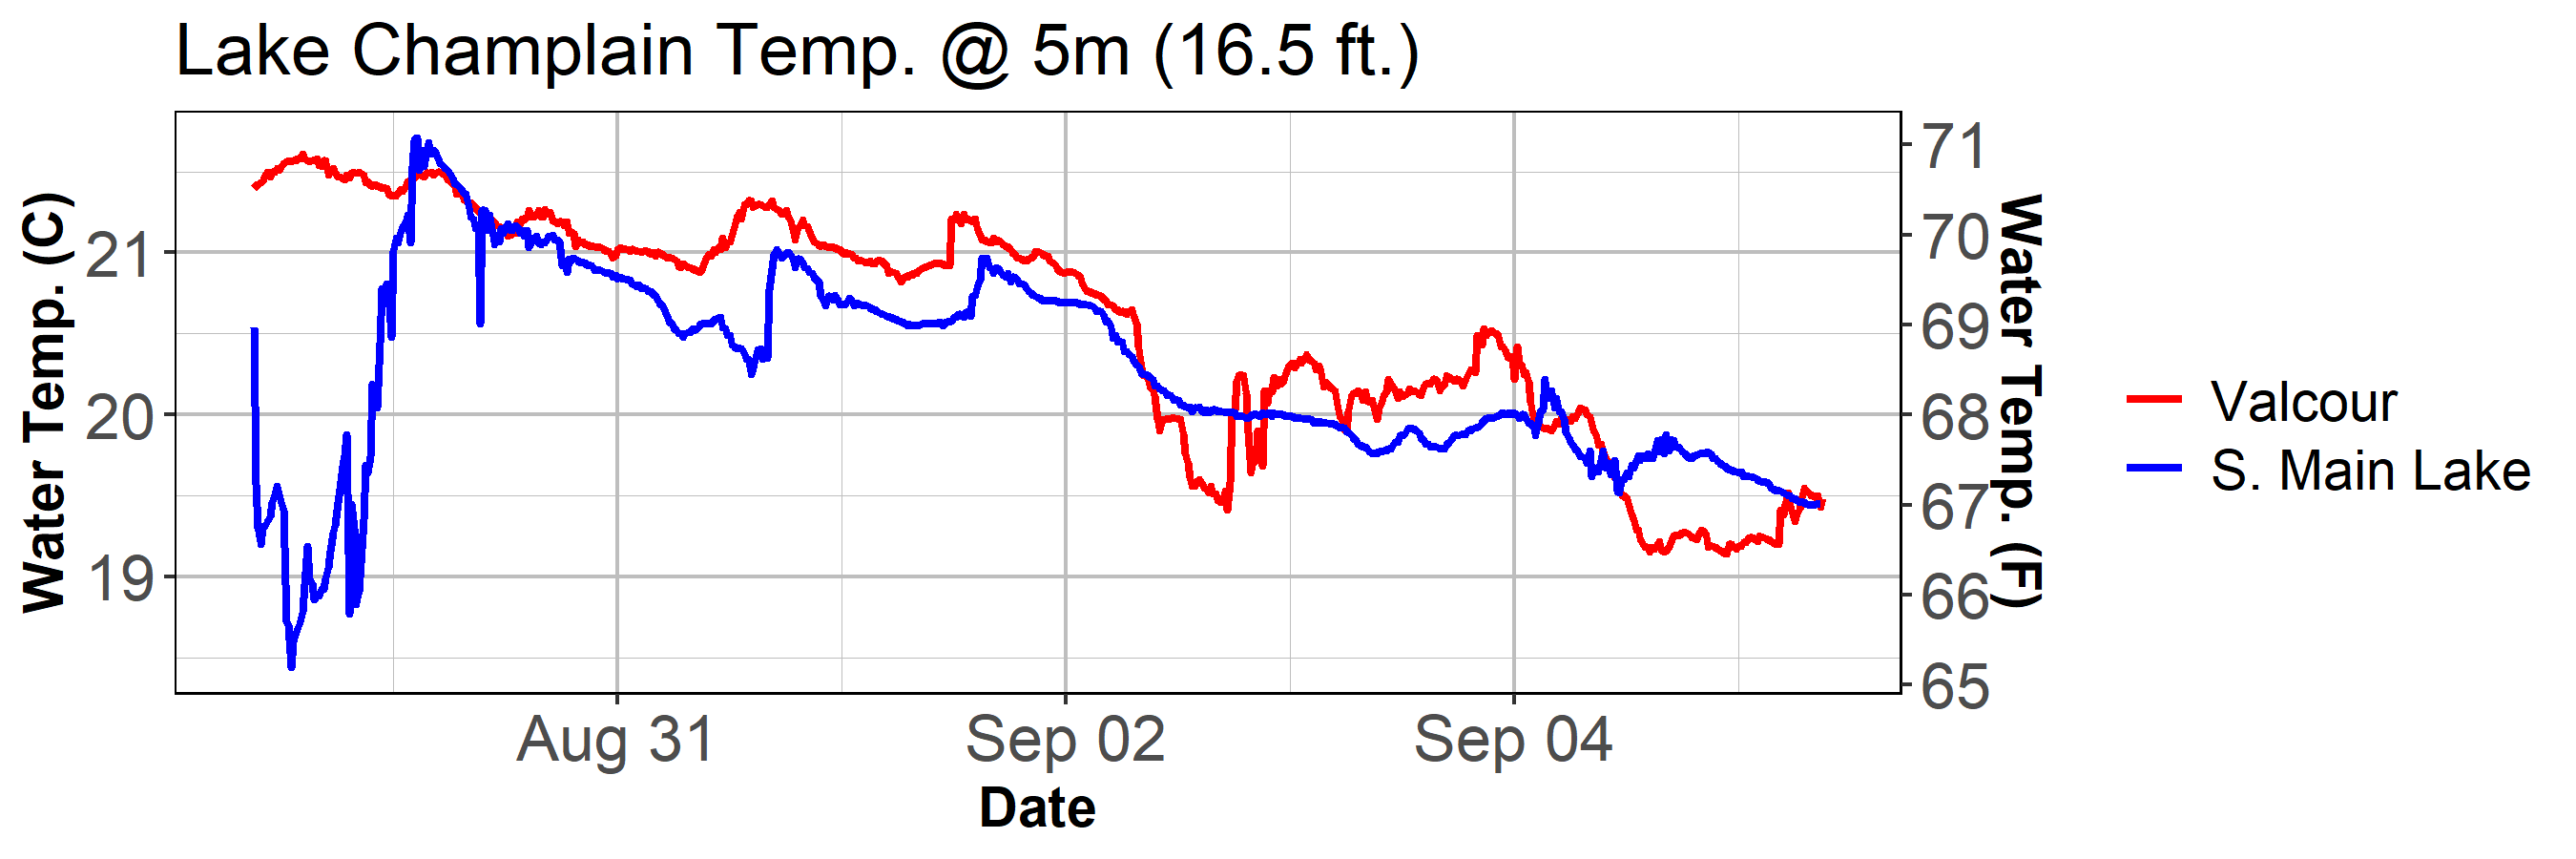 Lake Champlain Temp. @ 5m (16.5 ft.)
Water Temp. (C)
21
20
19
71
70
69
68
67
66
65
Water Temp. (F)
Aug 31
Sep 02
Sep 04
Date
Valcour
S. Main Lake